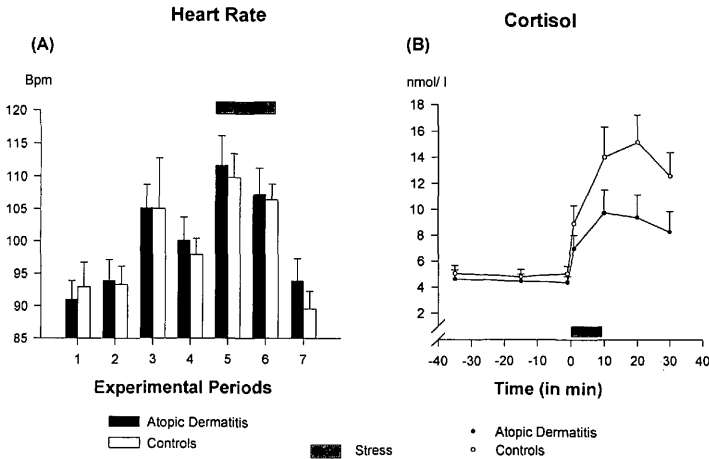 Heart Rate
(A)
Bpm
120
115
110
105
100
95
90
85
1 2 3 4 5 6 7
Experimental Periods
Atopic Dermatitis
Controls
Cortisol
(B)
nmol/ l
18
16
14
12
10
8
6
4
2
-40 -30 -20 -10 0 10 20 30 40
Time (in min)
Atopic Dermatitis
Controls
Stress